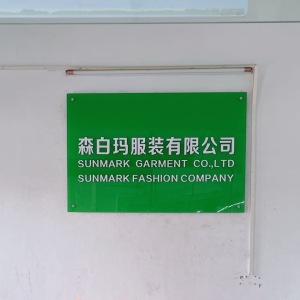 森白玛服装有限公司
SUNMARK GARMENT CO.,LTD
SUNMARK FASHION COMPANY